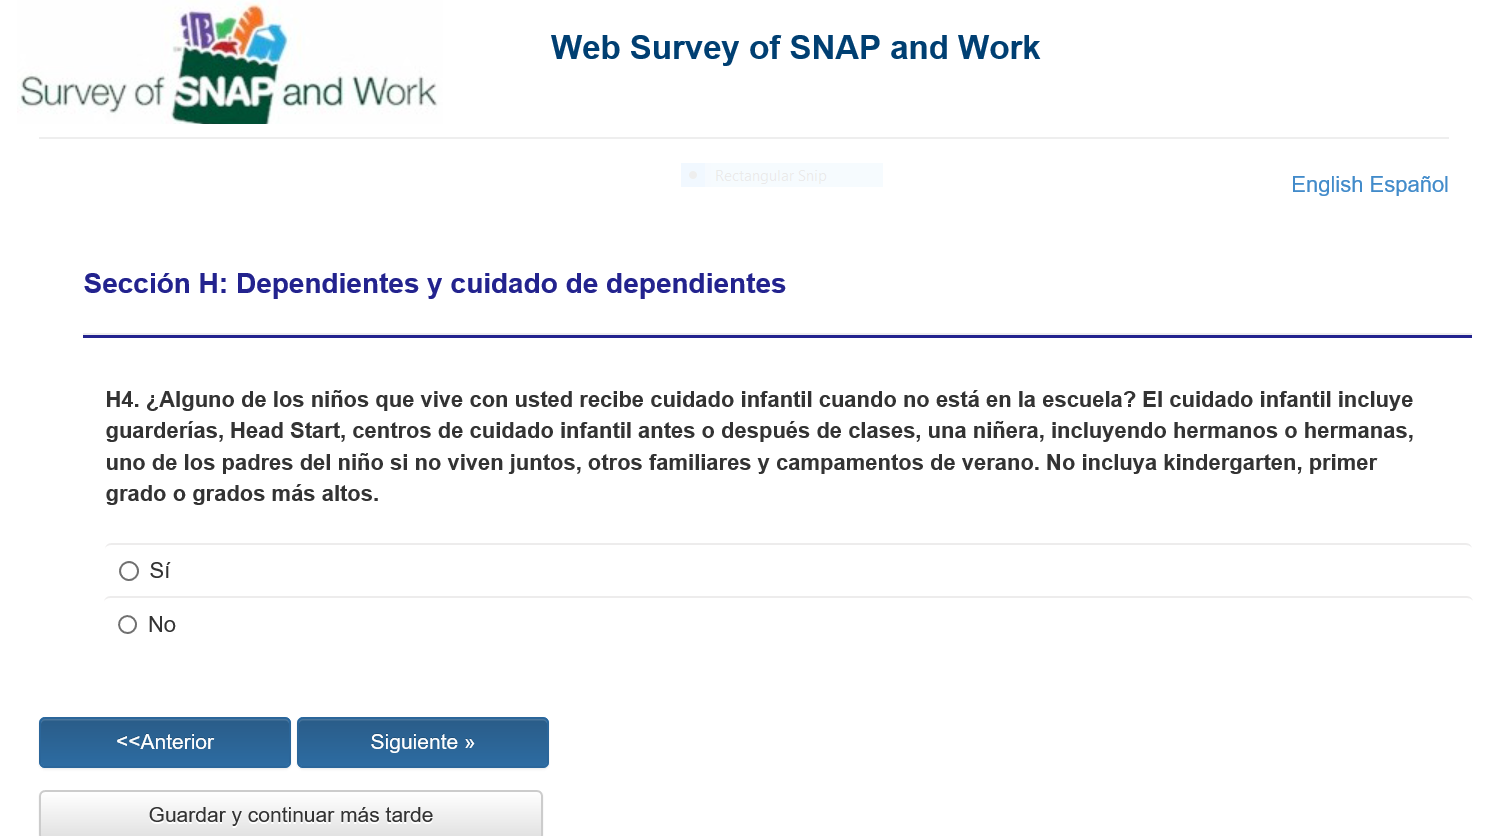 Survey of SNAP and Work
Web Survey of SNAP and Work
Rectangular Snip
English Español
Sección H: Dependientes y cuidado de dependientes
H4. ¿Alguno de los niños que vive con usted recibe cuidado infantil cuando no está en la escuela? El cuidado infantil incluye
guarderías, Head Start, centros de cuidado infantil antes o después de clases, una niñera, incluyendo hermanos o hermanas,
uno de los padres del niño si no viven juntos, otros familiares y campamentos de verano. No incluya kindergarten, primer
grado o grados más altos.
Sí
No
<<Anterior
Siguiente »
Guardar y continuar más tarde